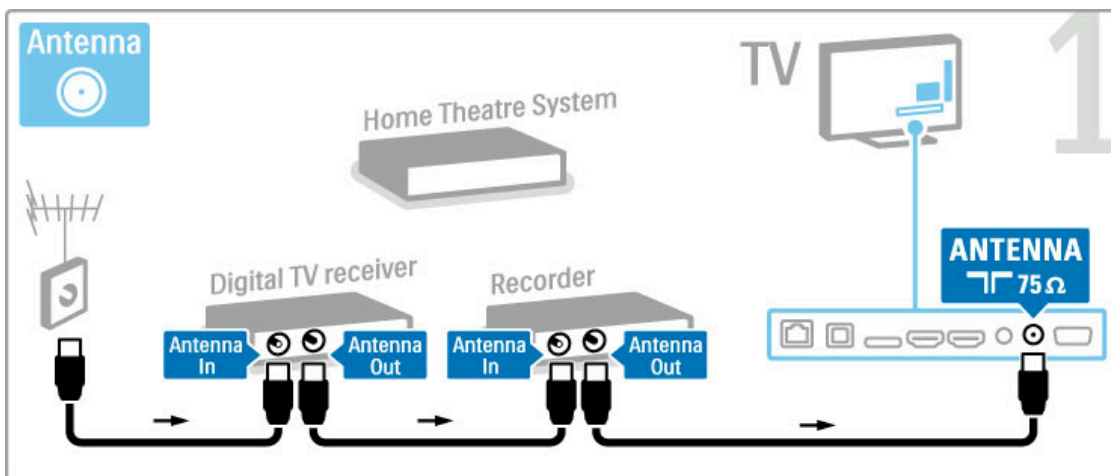 Antenna
TV
1
Home Theatre System
ANTENNA
75 Ω
Digital TV receiver
Recorder
Antenna
In
Antenna
Out
Antenna
In
Antenna
Out